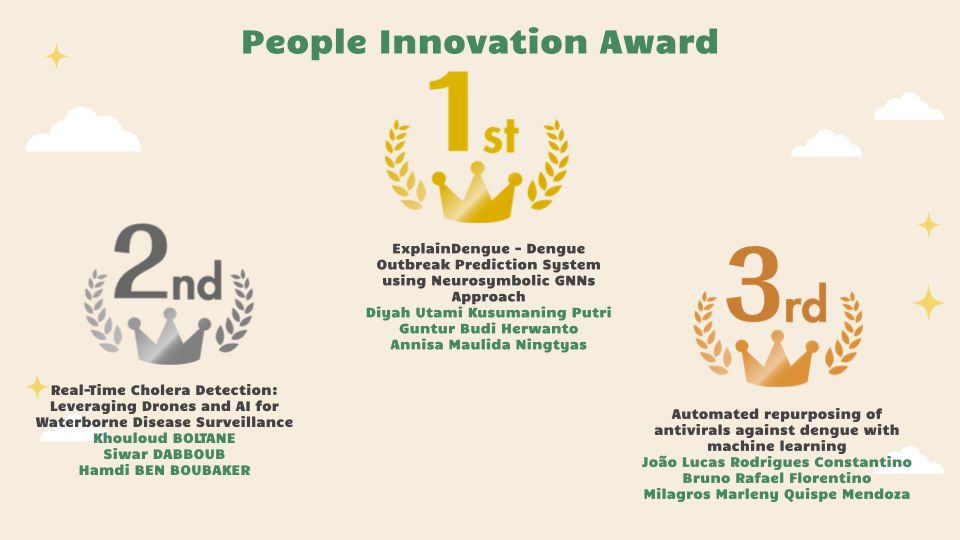 People Innovation Award
1st
ExplainDengue - Dengue
Outbreak Prediction System
using Neurosymbolic GNNs
Approach
Diyah Utami Kusumaning Putri
Guntur Budi Herwanto
Annisa Maulida Ningtyas
2nd
Real-Time Cholera Detection:
Leveraging Drones and AI for
Waterborne Disease Surveillance
Khouloud BOLTANE
Siwar DABBOUB
Hamdi BEN BOUBAKER
3rd
Automated repurposing of
antivirals against dengue with
machine learning
João Lucas Rodrigues Constantino
Bruno Rafael Florentino
Milagros Marleny Quispe Mendoza